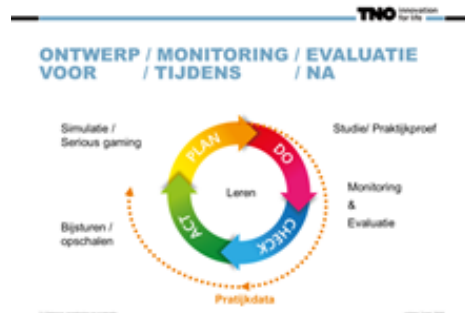 TNO innovation
for life
ONTWERP / MONITORING / EVALUATIE
VOOR / TIJDENS / NA
Simulatie /
Serious gaming
Studie/ Praktijkproef
PLAN
DO
Leren
Monitoring
&
Evaluatie
Bijsturen /
opschalen
ACT
CHECK
Pratijkdata